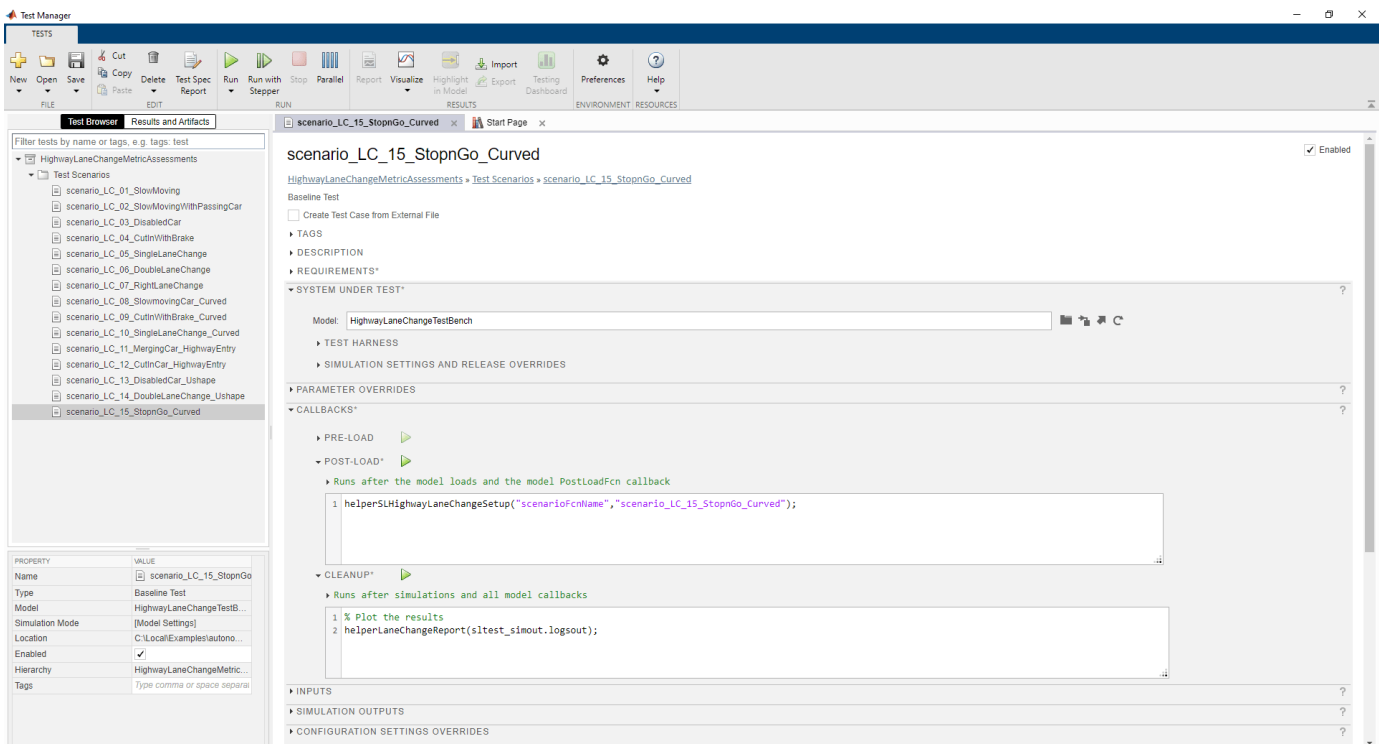 Test Manager
TESTS
New Open Save
Cut
Copy
Paste
Delete Test Spec Report
Run Run with Stepper Stop Parallel
Report Visualize Highlight in Model
Import
Export
Testing Dashboard
Preferences
Help
FILE EDIT RUN RESULTS ENVIRONMENT RESOURCES
Test Browser Results and Artifacts
Filter tests by name or tags, e.g. tags: test
HighwayLaneChangeMetricAssessments
Test Scenarios
scenario_LC_01_SlowMoving
scenario_LC_02_SlowMovingWithPassingCar
scenario_LC_03_DisabledCar
scenario_LC_04_CutInWithBrake
scenario_LC_05_SingleLaneChange
scenario_LC_06_DoubleLaneChange
scenario_LC_07_RightLaneChange
scenario_LC_08_SlowmovingCar_Curved
scenario_LC_09_CutInWithBrake_Curved
scenario_LC_10_SingleLaneChange_Curved
scenario_LC_11_MergingCar_HighwayEntry
scenario_LC_12_CutInCar_HighwayEntry
scenario_LC_13_DisabledCar_Ushape
scenario_LC_14_DoubleLaneChange_Ushape
scenario_LC_15_StopnGo_Curved
PROPERTY VALUE
Name scenario_LC_15_StopnGo
Type Baseline Test
Model HighwayLaneChangeTestB...
Simulation Mode [Model Settings]
Location C:\Local\Examples\autono...
Enabled
Hierarchy HighwayLaneChangeMetric...
Tags Type comma or space separat
scenario_LC_15_StopnGo_Curved × Start Page ×
scenario_LC_15_StopnGo_Curved
Enabled
HighwayLaneChangeMetricAssessments » Test Scenarios » scenario_LC_15_StopnGo_Curved
Baseline Test
Create Test Case from External File
TAGS
DESCRIPTION
REQUIREMENTS*
SYSTEM UNDER TEST* ?
Model: HighwayLaneChangeTestBench
TEST HARNESS
SIMULATION SETTINGS AND RELEASE OVERRIDES
PARAMETER OVERRIDES ?
CALLBACKS* ?
PRE-LOAD
POST-LOAD*
Runs after the model loads and the model PostLoadFcn callback
1 helperSLHighwayLaneChangeSetup("scenarioFcnName","scenario_LC_15_StopnGo_Curved");
CLEANUP*
Runs after simulations and all model callbacks
1 % Plot the results
2 helperLaneChangeReport(sltest_simout.logsout);
INPUTS ?
SIMULATION OUTPUTS ?
CONFIGURATION SETTINGS OVERRIDES ?